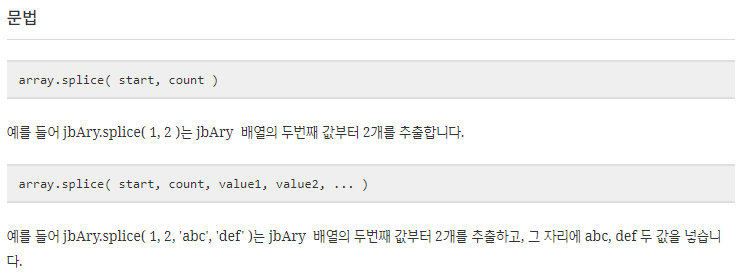 문법
array.splice( start, count )
예를 들어 jbAry.splice( 1, 2 )는 jbAry 배열의 두번째 값부터 2개를 추출합니다.
array.splice( start, count, value1, value2, ... )
예를 들어 jbAry.splice( 1, 2, 'abc', 'def' )는 jbAry 배열의 두번째 값부터 2개를 추출하고, 그 자리에 abc, def 두 값을 넣습니
다.